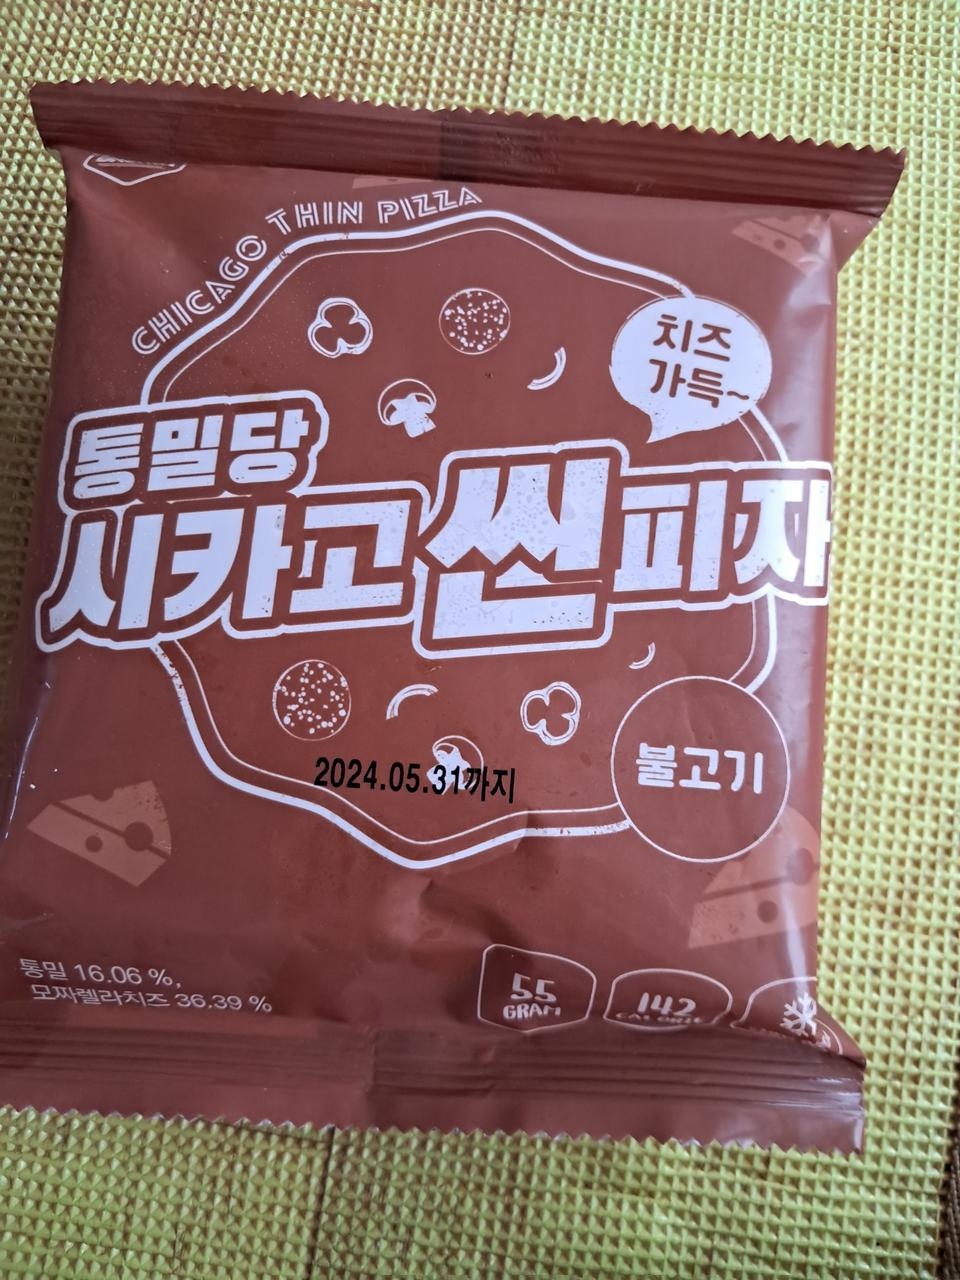 CHICAGO THIN PIZZA
치즈
가득~
통밀당
시카고 씬 피자
불고기
2024.05.31까지
통밀 16.06 %,
모짜렐라치즈 36.39 %
55
GRAM
142
CALORIE